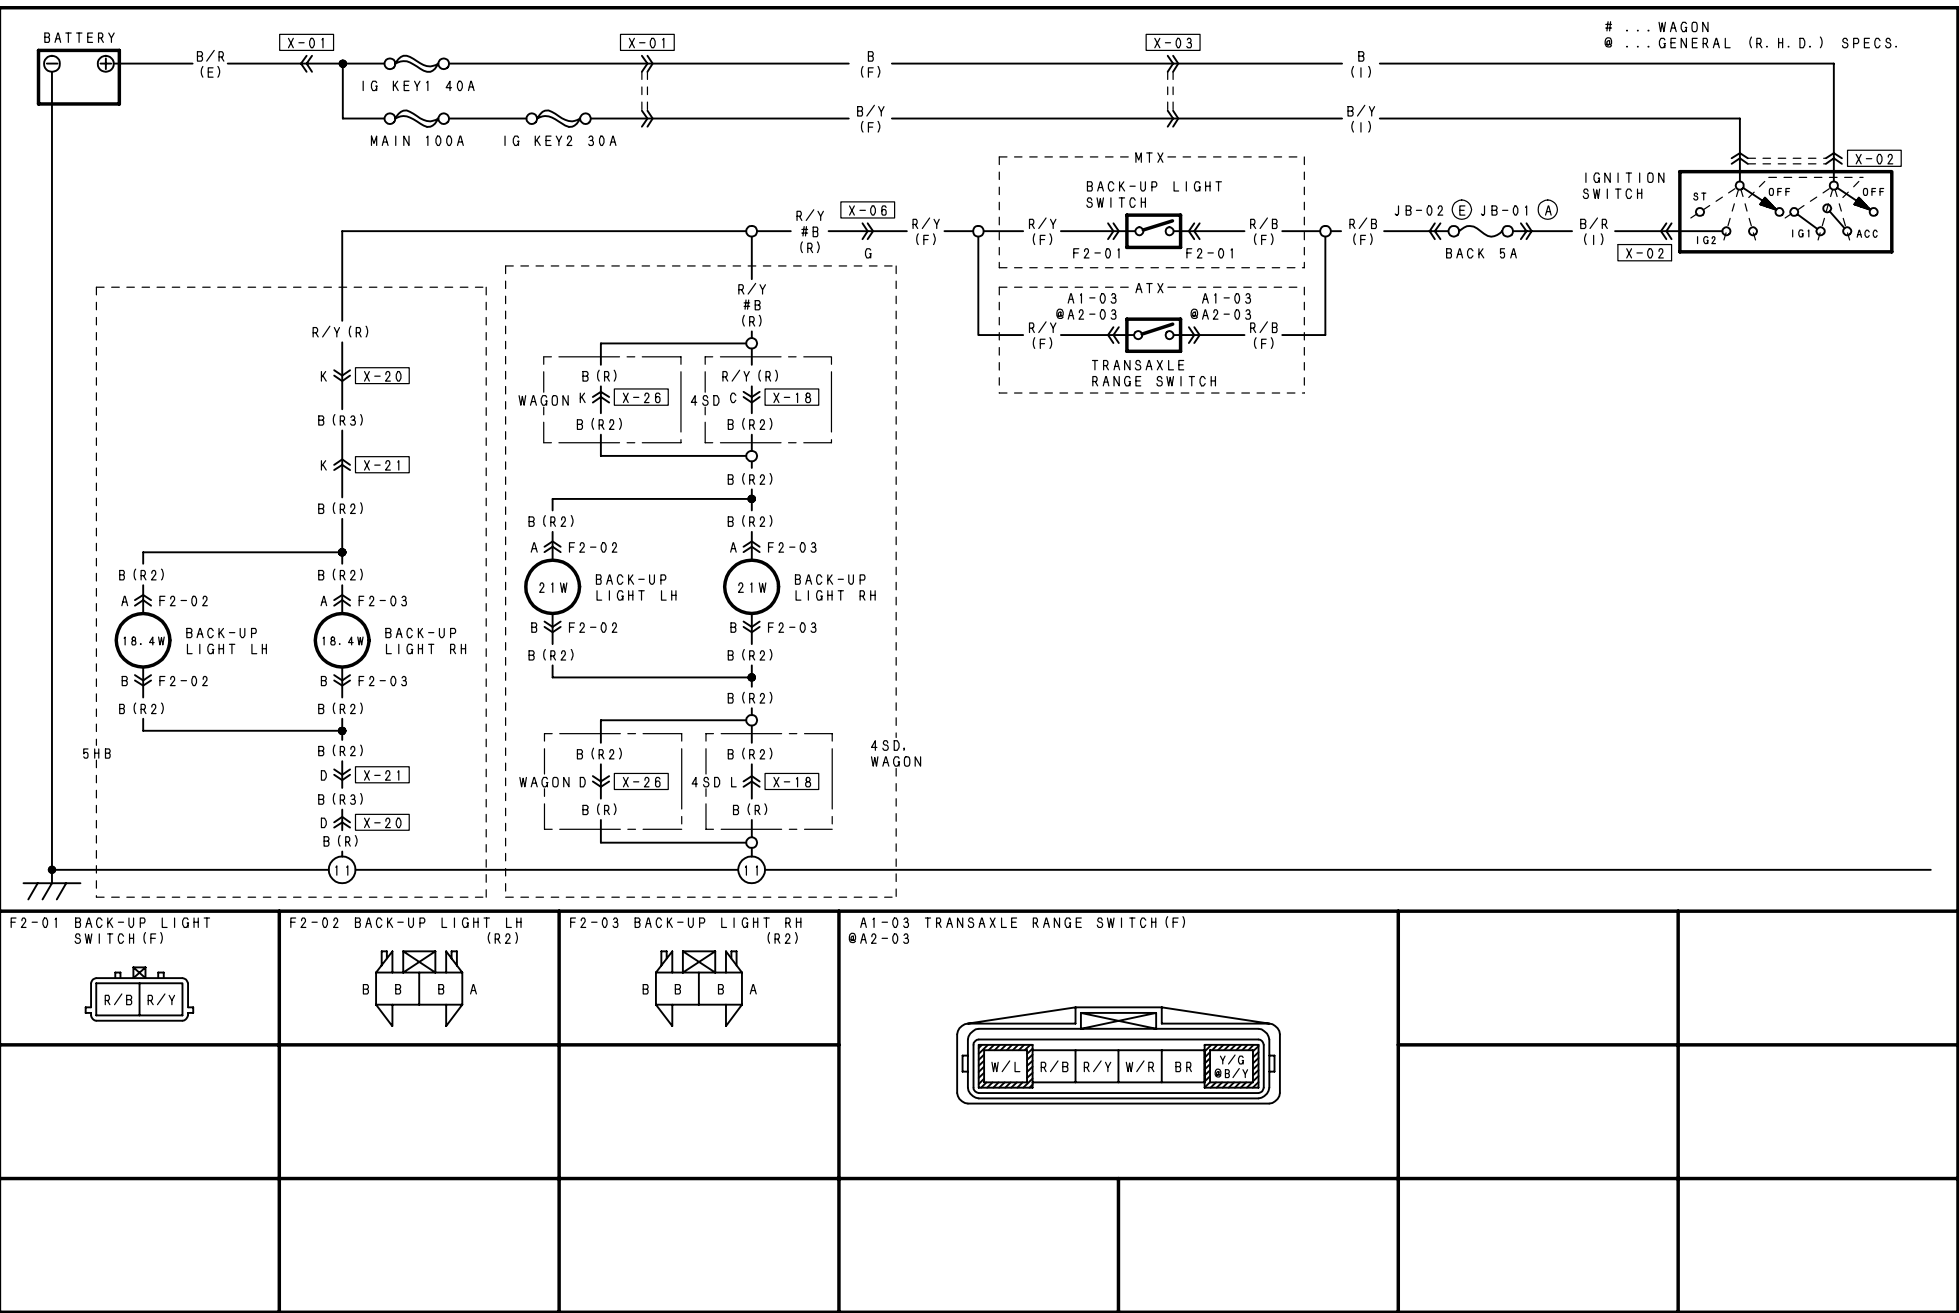 # ... WAGON
@ ... GENERAL (R.H.D.) SPECS.
BATTERY
B/R
(E)
X-01
IG KEY1 40A
X-01
B
(F)
X-03
B
(I)
MAIN 100A
IG KEY2 30A
B/Y
(F)
B/Y
(I)
X-02
IGNITION
SWITCH
ST
OFF
OFF
IG2
IG1
ACC
X-02
B/R
(I)
JB-02 E
JB-01 A
BACK 5A
R/B
(F)
MTX
BACK-UP LIGHT
SWITCH
R/Y
(F)
R/B
(F)
F2-01
F2-01
ATX
A1-03
@A2-03
A1-03
@A2-03
R/Y
(F)
R/B
(F)
TRANSAXLE
RANGE SWITCH
R/Y
(F)
X-06
G
R/Y
#B
(R)
R/Y
#B
(R)
R/Y (R)
K X-20
B (R3)
K X-21
B (R2)
B (R2)
B (R2)
A F2-02
A F2-03
18.4W
BACK-UP
LIGHT LH
18.4W
BACK-UP
LIGHT RH
B F2-02
B F2-03
B (R2)
B (R2)
5HB
B (R2)
D X-21
B (R3)
D X-20
B (R)
11
B (R)
WAGON K X-26
B (R2)
R/Y (R)
4SD C X-18
B (R2)
B (R2)
B (R2)
B (R2)
A F2-02
A F2-03
21W
BACK-UP
LIGHT LH
21W
BACK-UP
LIGHT RH
B F2-02
B F2-03
B (R2)
B (R2)
B (R2)
B (R2)
WAGON D X-26
B (R)
B (R2)
4SD L X-18
B (R)
4SD,
WAGON
11
F2-01 BACK-UP LIGHT
SWITCH (F)
R/B R/Y
F2-02 BACK-UP LIGHT LH
(R2)
B B B A
F2-03 BACK-UP LIGHT RH
(R2)
B B B A
A1-03 TRANSAXLE RANGE SWITCH (F)
@A2-03
W/L R/B R/Y W/R BR Y/G
@B/Y